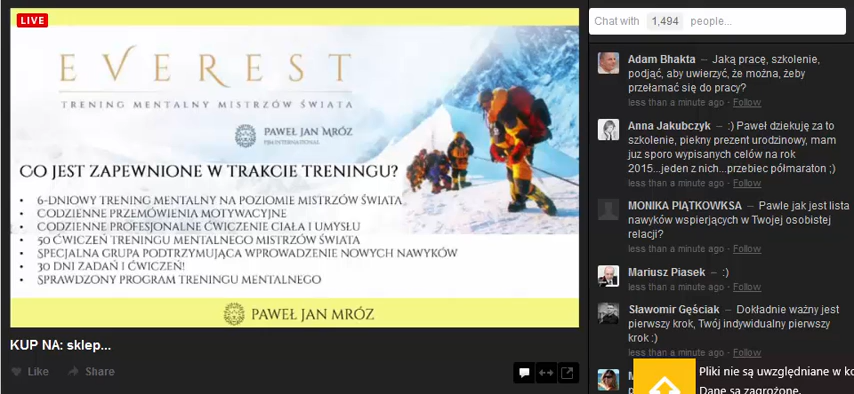 LIVE
EVEREST
TRENING MENTALNY MISTRZÓW ŚWIATA
PAWEŁ JAN MRÓZ
PJM INTERNATIONAL
CO JEST ZAPEWNIONE W TRAKCIE TRENINGU?
• 6-DNIOWY TRENING MENTALNY NA POZIOMIE MISTRZÓW ŚWIATA
• CODZIENNE PRZEMÓWIENIA MOTYWACYJNE
• CODZIENNE PROFESJONALNE ĆWICZENIE CIAŁA I UMYSŁU
• 50 ĆWICZEŃ TRENINGU MENTALNEGO MISTRZÓW ŚWIATA
• SPECJALNA GRUPA PODTRZYMUJĄCA WPROWADZENIE NOWYCH NAWYKÓW
• 30 DNI ZADAŃ I ĆWICZEŃ!
• SPRAWDZONY PROGRAM TRENINGU MENTALNEGO
PAWEŁ JAN MRÓZ
KUP NA: sklep...
Like Share
Chat with 1,494 people...
Adam Bhakta – Jaką pracę, szkolenie,
podjąć, aby uwierzyć, że można, żeby
przełamać się do pracy?
less than a minute ago · Follow
Anna Jakubczyk – :) Paweł dziekuję za to
szkolenie, piekny prezent urodzinowy, mam
juz sporo wypisanych celów na rok
2015...jeden z nich...przebiec półmaraton ;)
less than a minute ago · Follow
MONIKA PIĄTKOWKSA – Pawle jak jest lista
nawyków wspierjących w Twojej osobistej
relacji?
less than a minute ago · Follow
Mariusz Piasek – :)
less than a minute ago · Follow
Sławomir Gęściak – Dokładnie ważny jest
pierwszy krok, Twój indywidualny pierwszy
krok :)
less than a minute ago · Follow
Pliki nie są uwzględniane w ko
Dane są zagrożone.